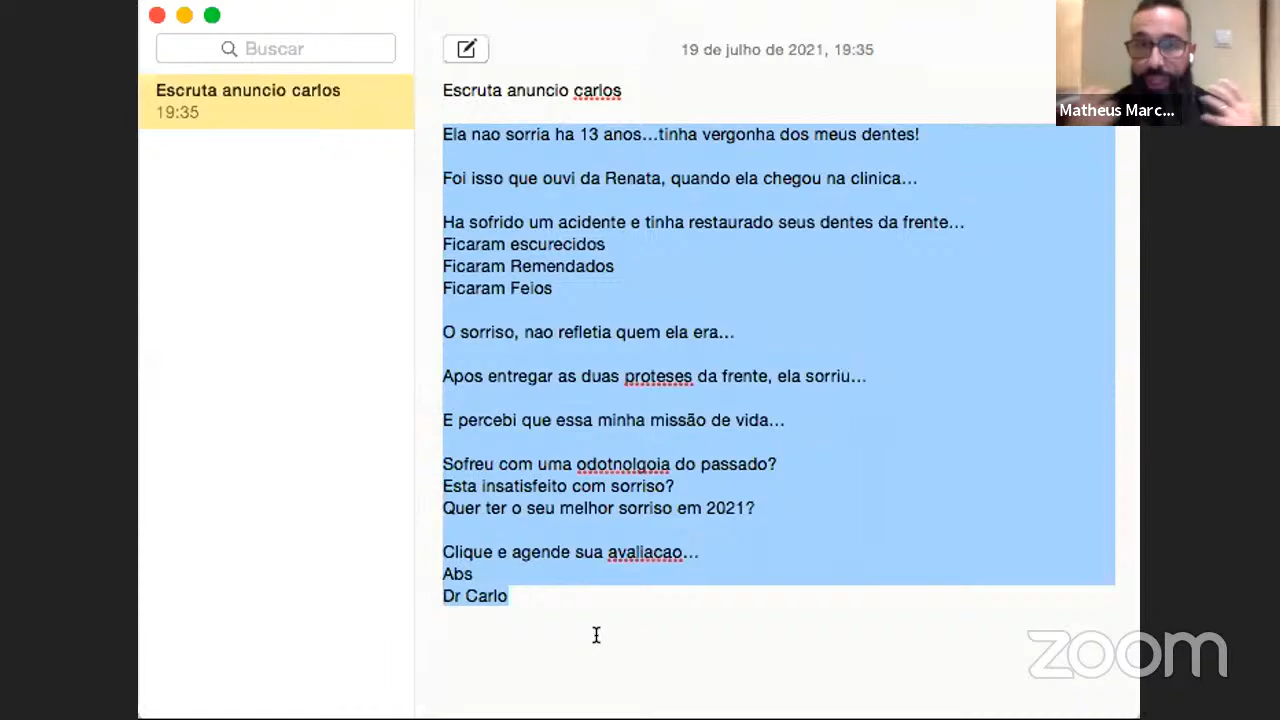 Buscar
19 de julho de 2021, 19:35
Escruta anuncio carlos
19:35
Escruta anuncio carlos
Ela nao sorria ha 13 anos…tinha vergonha dos meus dentes!
Foi isso que ouvi da Renata, quando ela chegou na clinica…
Ha sofrido um acidente e tinha restaurado seus dentes da frente…
Ficaram escurecidos
Ficaram Remendados
Ficaram Feios
O sorriso, nao refletia quem ela era…
Apos entregar as duas proteses da frente, ela sorriu…
E percebi que essa minha missão de vida…
Sofreu com uma odotnolgoia do passado?
Esta insatisfeito com sorriso?
Quer ter o seu melhor sorriso em 2021?
Clique e agende sua avaliacao…
Abs
Dr Carlo
Matheus Marc...
zoom